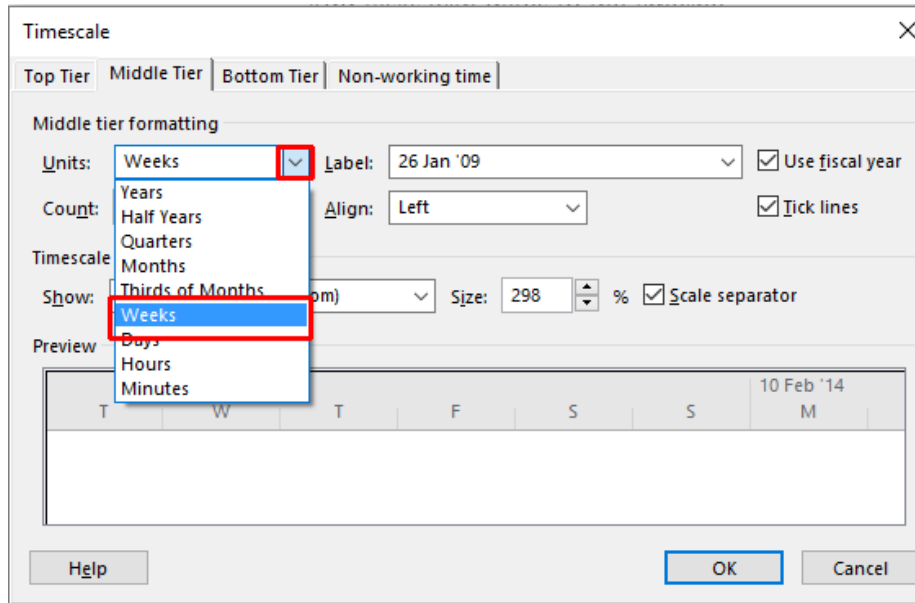 Timescale
Top Tier Middle Tier Bottom Tier Non-working time
Middle tier formatting
Units: Weeks Label: 26 Jan '09 Use fiscal year
Years
Half Years
Count: Align: Left Tick lines
Quarters
Timescale
Months
Thirds of Months
Show: om) Size: 298 % Scale separator
Weeks
Days
Preview
Hours
Minutes
10 Feb '14
T W T F S S M
Help OK Cancel